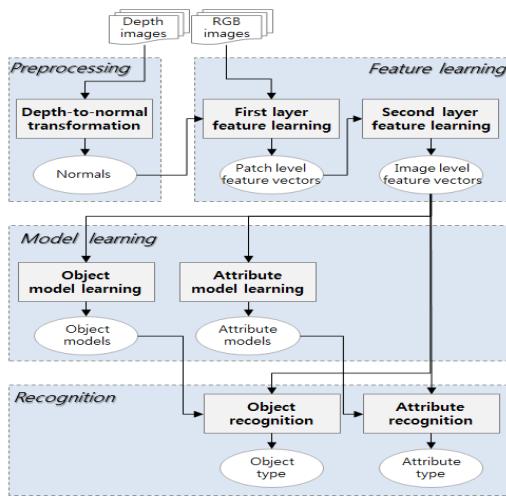 Depth
images
RGB
images
Preprocessing
Feature learning
Depth-to-normal
transformation
First layer
feature learning
Second layer
feature learning
Normals
Patch level
feature vectors
Image level
feature vectors
Model learning
Object
model learning
Attribute
model learning
Object
models
Attribute
models
Recognition
Object
recognition
Attribute
recognition
Object
type
Attribute
type